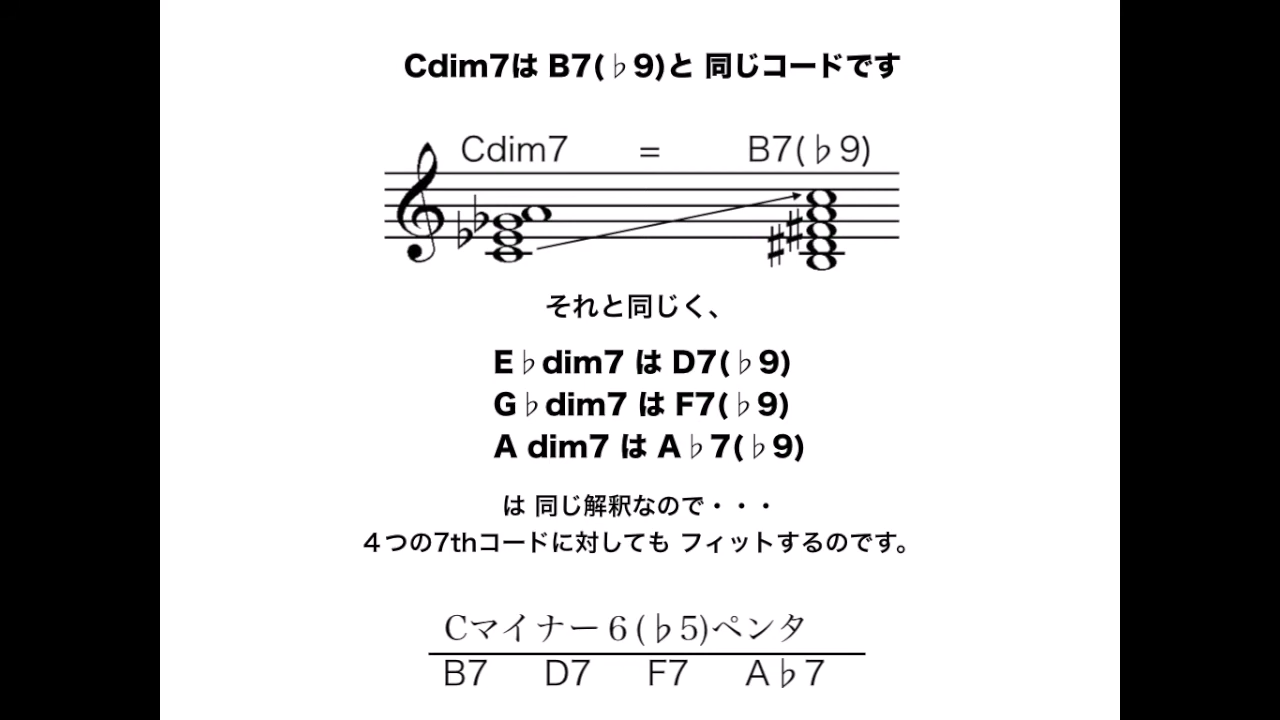 Cdim7は B7(♭9)と 同じコードです
Cdim7 = B7(♭9)
それと同じく、
E♭dim7 は D7(♭9)
G♭dim7 は F7(♭9)
A dim7 は A♭7(♭9)
は 同じ解釈なので・・・
４つの7thコードに対しても フィットするのです。
Cマイナー６(♭5)ペンタ
B7 D7 F7 A♭7